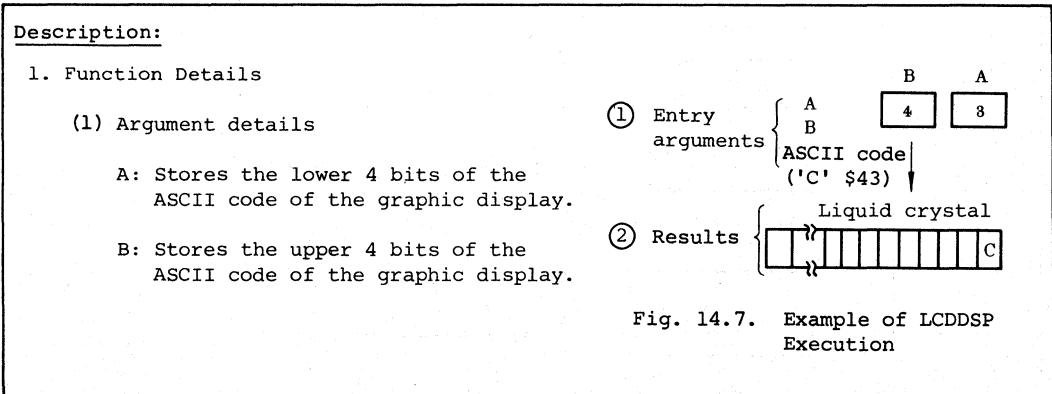 Description:
1. Function Details
(1) Argument details
A: Stores the lower 4 bits of the
ASCII code of the graphic display.
B: Stores the upper 4 bits of the
ASCII code of the graphic display.
B A
① Entry
arguments
A
B
4 3
ASCII code
('C' $43)
Liquid crystal
② Results
C
Fig. 14.7. Example of LCDDSP
Execution